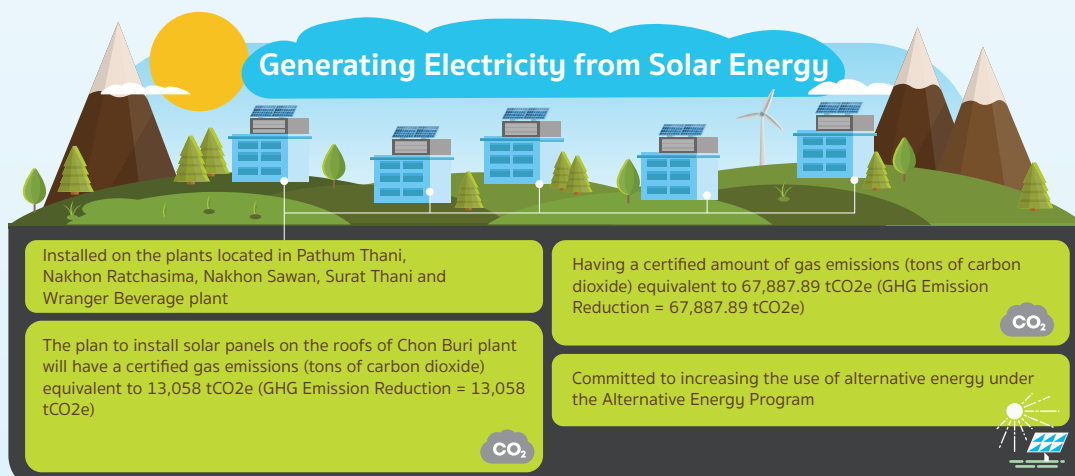 Generating Electricity from Solar Energy
Installed on the plants located in Pathum Thani,
Nakhon Ratchasima, Nakhon Sawan, Surat Thani and
Wranger Beverage plant
The plan to install solar panels on the roofs of Chon Buri plant
will have a certified gas emissions (tons of carbon dioxide)
equivalent to 13,058 tCO2e (GHG Emission Reduction = 13,058
tCO2e)
CO₂
Having a certified amount of gas emissions (tons of carbon
dioxide) equivalent to 67,887.89 tCO2e (GHG Emission
Reduction = 67,887.89 tCO2e)
CO₂
Committed to increasing the use of alternative energy under
the Alternative Energy Program